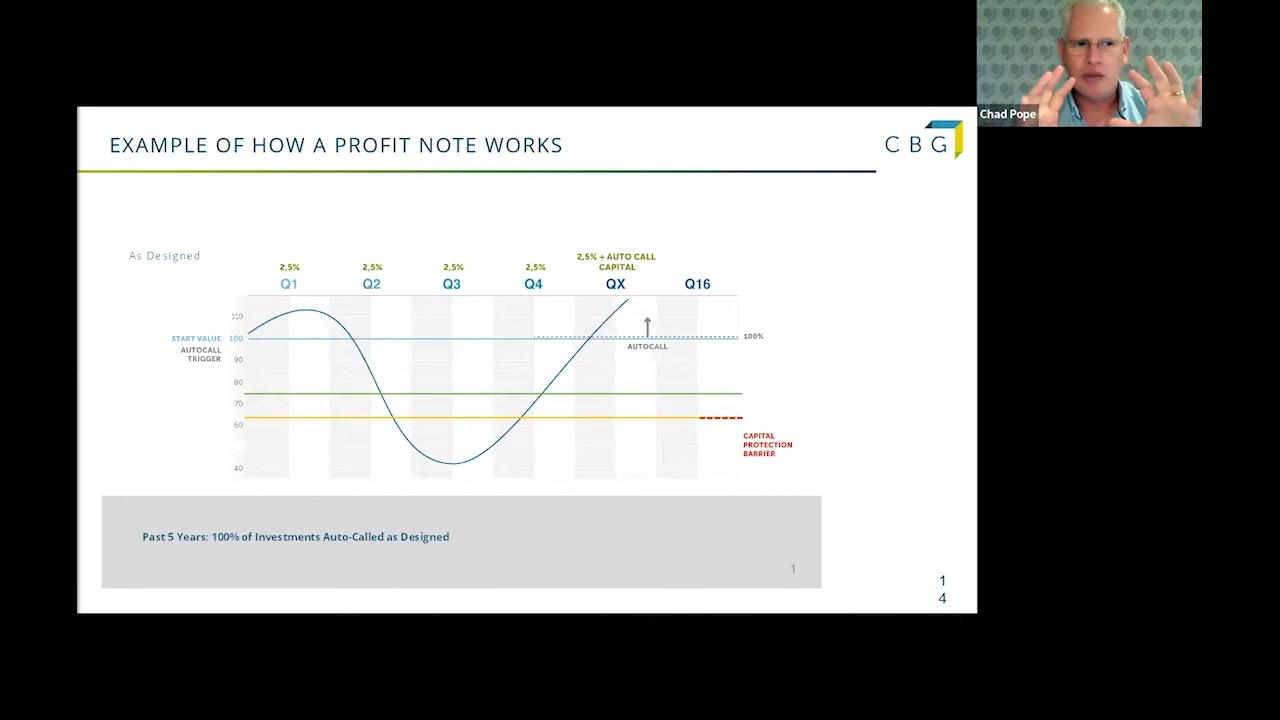 Chad Pope
EXAMPLE OF HOW A PROFIT NOTE WORKS
CBG
As Designed
2,5% 2,5% 2,5% 2,5% 2,5% + AUTO CALL
CAPITAL
Q1 Q2 Q3 Q4 QX Q16
110
START VALUE 100
100%
AUTOCALL
TRIGGER
AUTOCALL
90
80
70
60
40
CAPITAL
PROTECTION
BARRIER
Past 5 Years: 100% of Investments Auto-Called as Designed
1
1
4